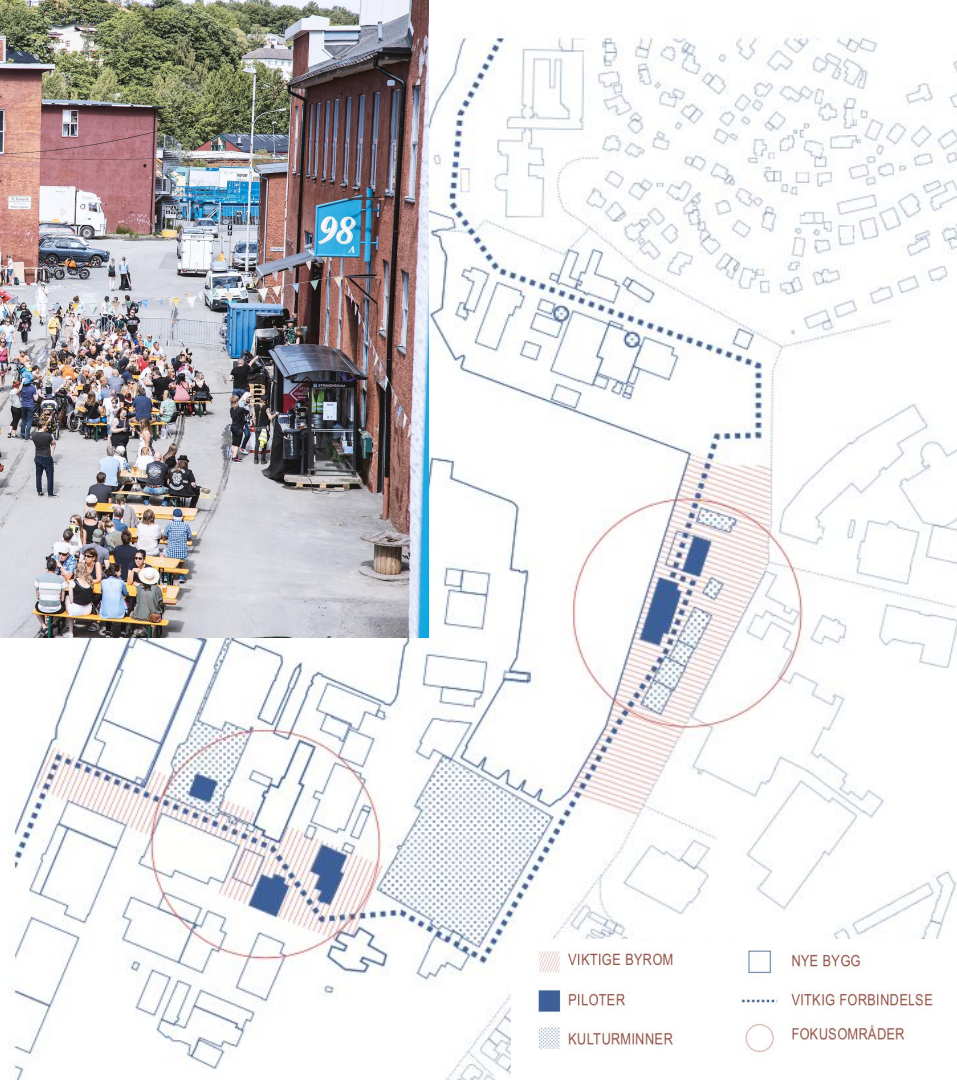 98
A
VIKTIGE BYROM
PILOTER
KULTURMINNER
NYE BYGG
VITKIG FORBINDELSE
FOKUSOMRÅDER